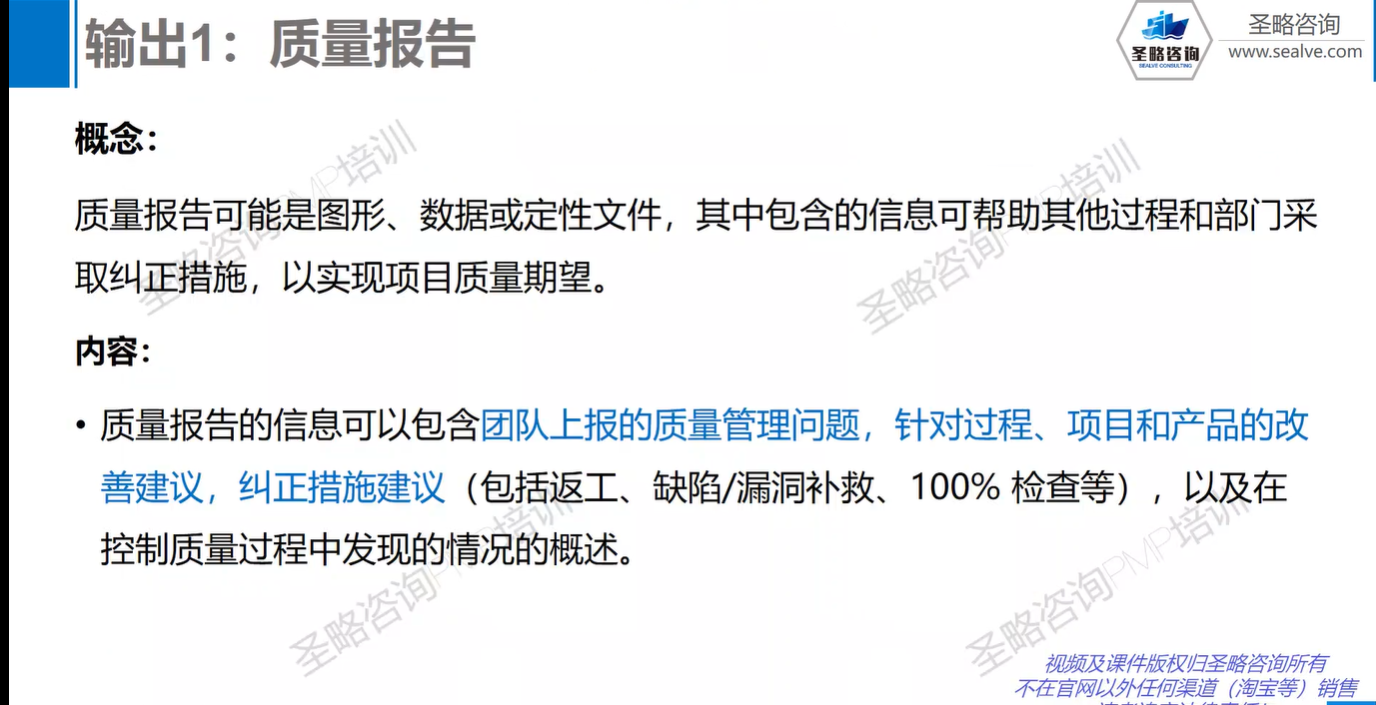 输出1：质量报告
圣略咨询
SEALVE CONSULTING
圣略咨询
www.sealve.com
概念：
质量报告可能是图形、数据或定性文件，其中包含的信息可帮助其他过程和部门采
取纠正措施，以实现项目质量期望。
内容：
• 质量报告的信息可以包含团队上报的质量管理问题，针对过程、项目和产品的改
善建议，纠正措施建议（包括返工、缺陷/漏洞补救、100% 检查等），以及在
控制质量过程中发现的情况的概述。
圣略咨询PMP培训
圣略咨询PMP培训
圣略咨询PMP培训
圣略咨询PMP培训
视频及课件版权归圣略咨询所有
不在官网以外任何渠道（淘宝等）销售